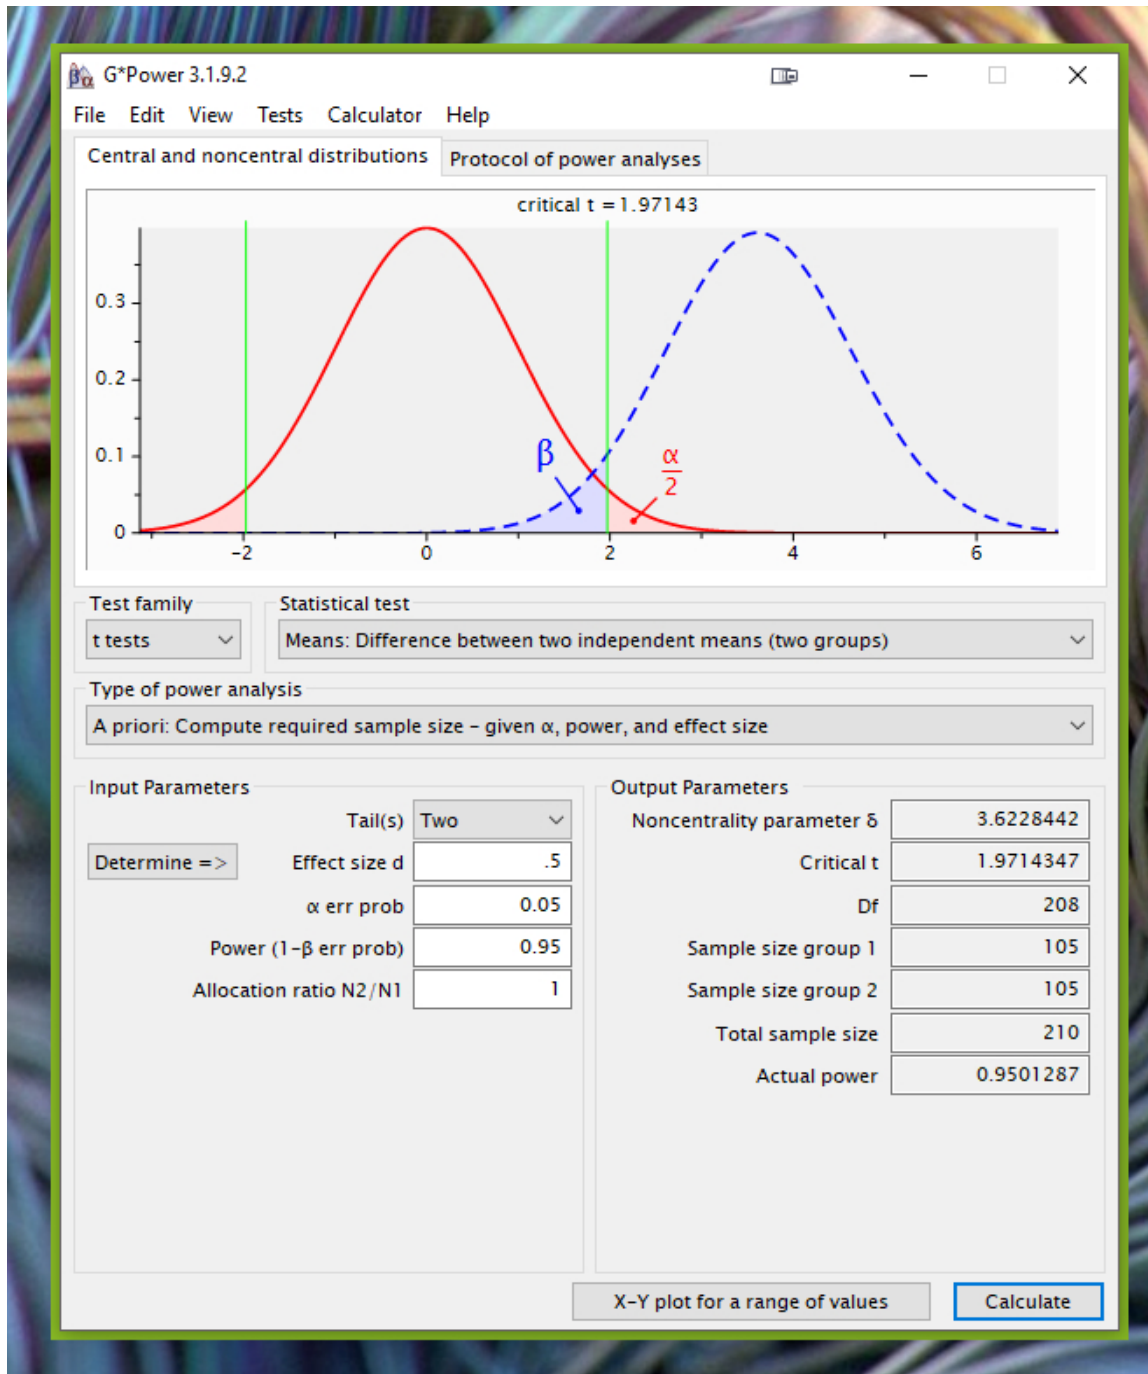 G*Power 3.1.9.2
File Edit View Tests Calculator Help
Central and noncentral distributions Protocol of power analyses
critical t = 1.97143
0.3
0.2
0.1
0
β
α
2
-2 0 2 4 6
Test family Statistical test
t tests Means: Difference between two independent means (two groups)
Type of power analysis
A priori: Compute required sample size – given α, power, and effect size
Input Parameters Output Parameters
Tail(s) Two Noncentrality parameter δ 3.6228442
Determine => Effect size d .5 Critical t 1.9714347
α err prob 0.05 Df 208
Power (1–β err prob) 0.95 Sample size group 1 105
Allocation ratio N2/N1 1 Sample size group 2 105
Total sample size 210
Actual power 0.9501287
X–Y plot for a range of values Calculate